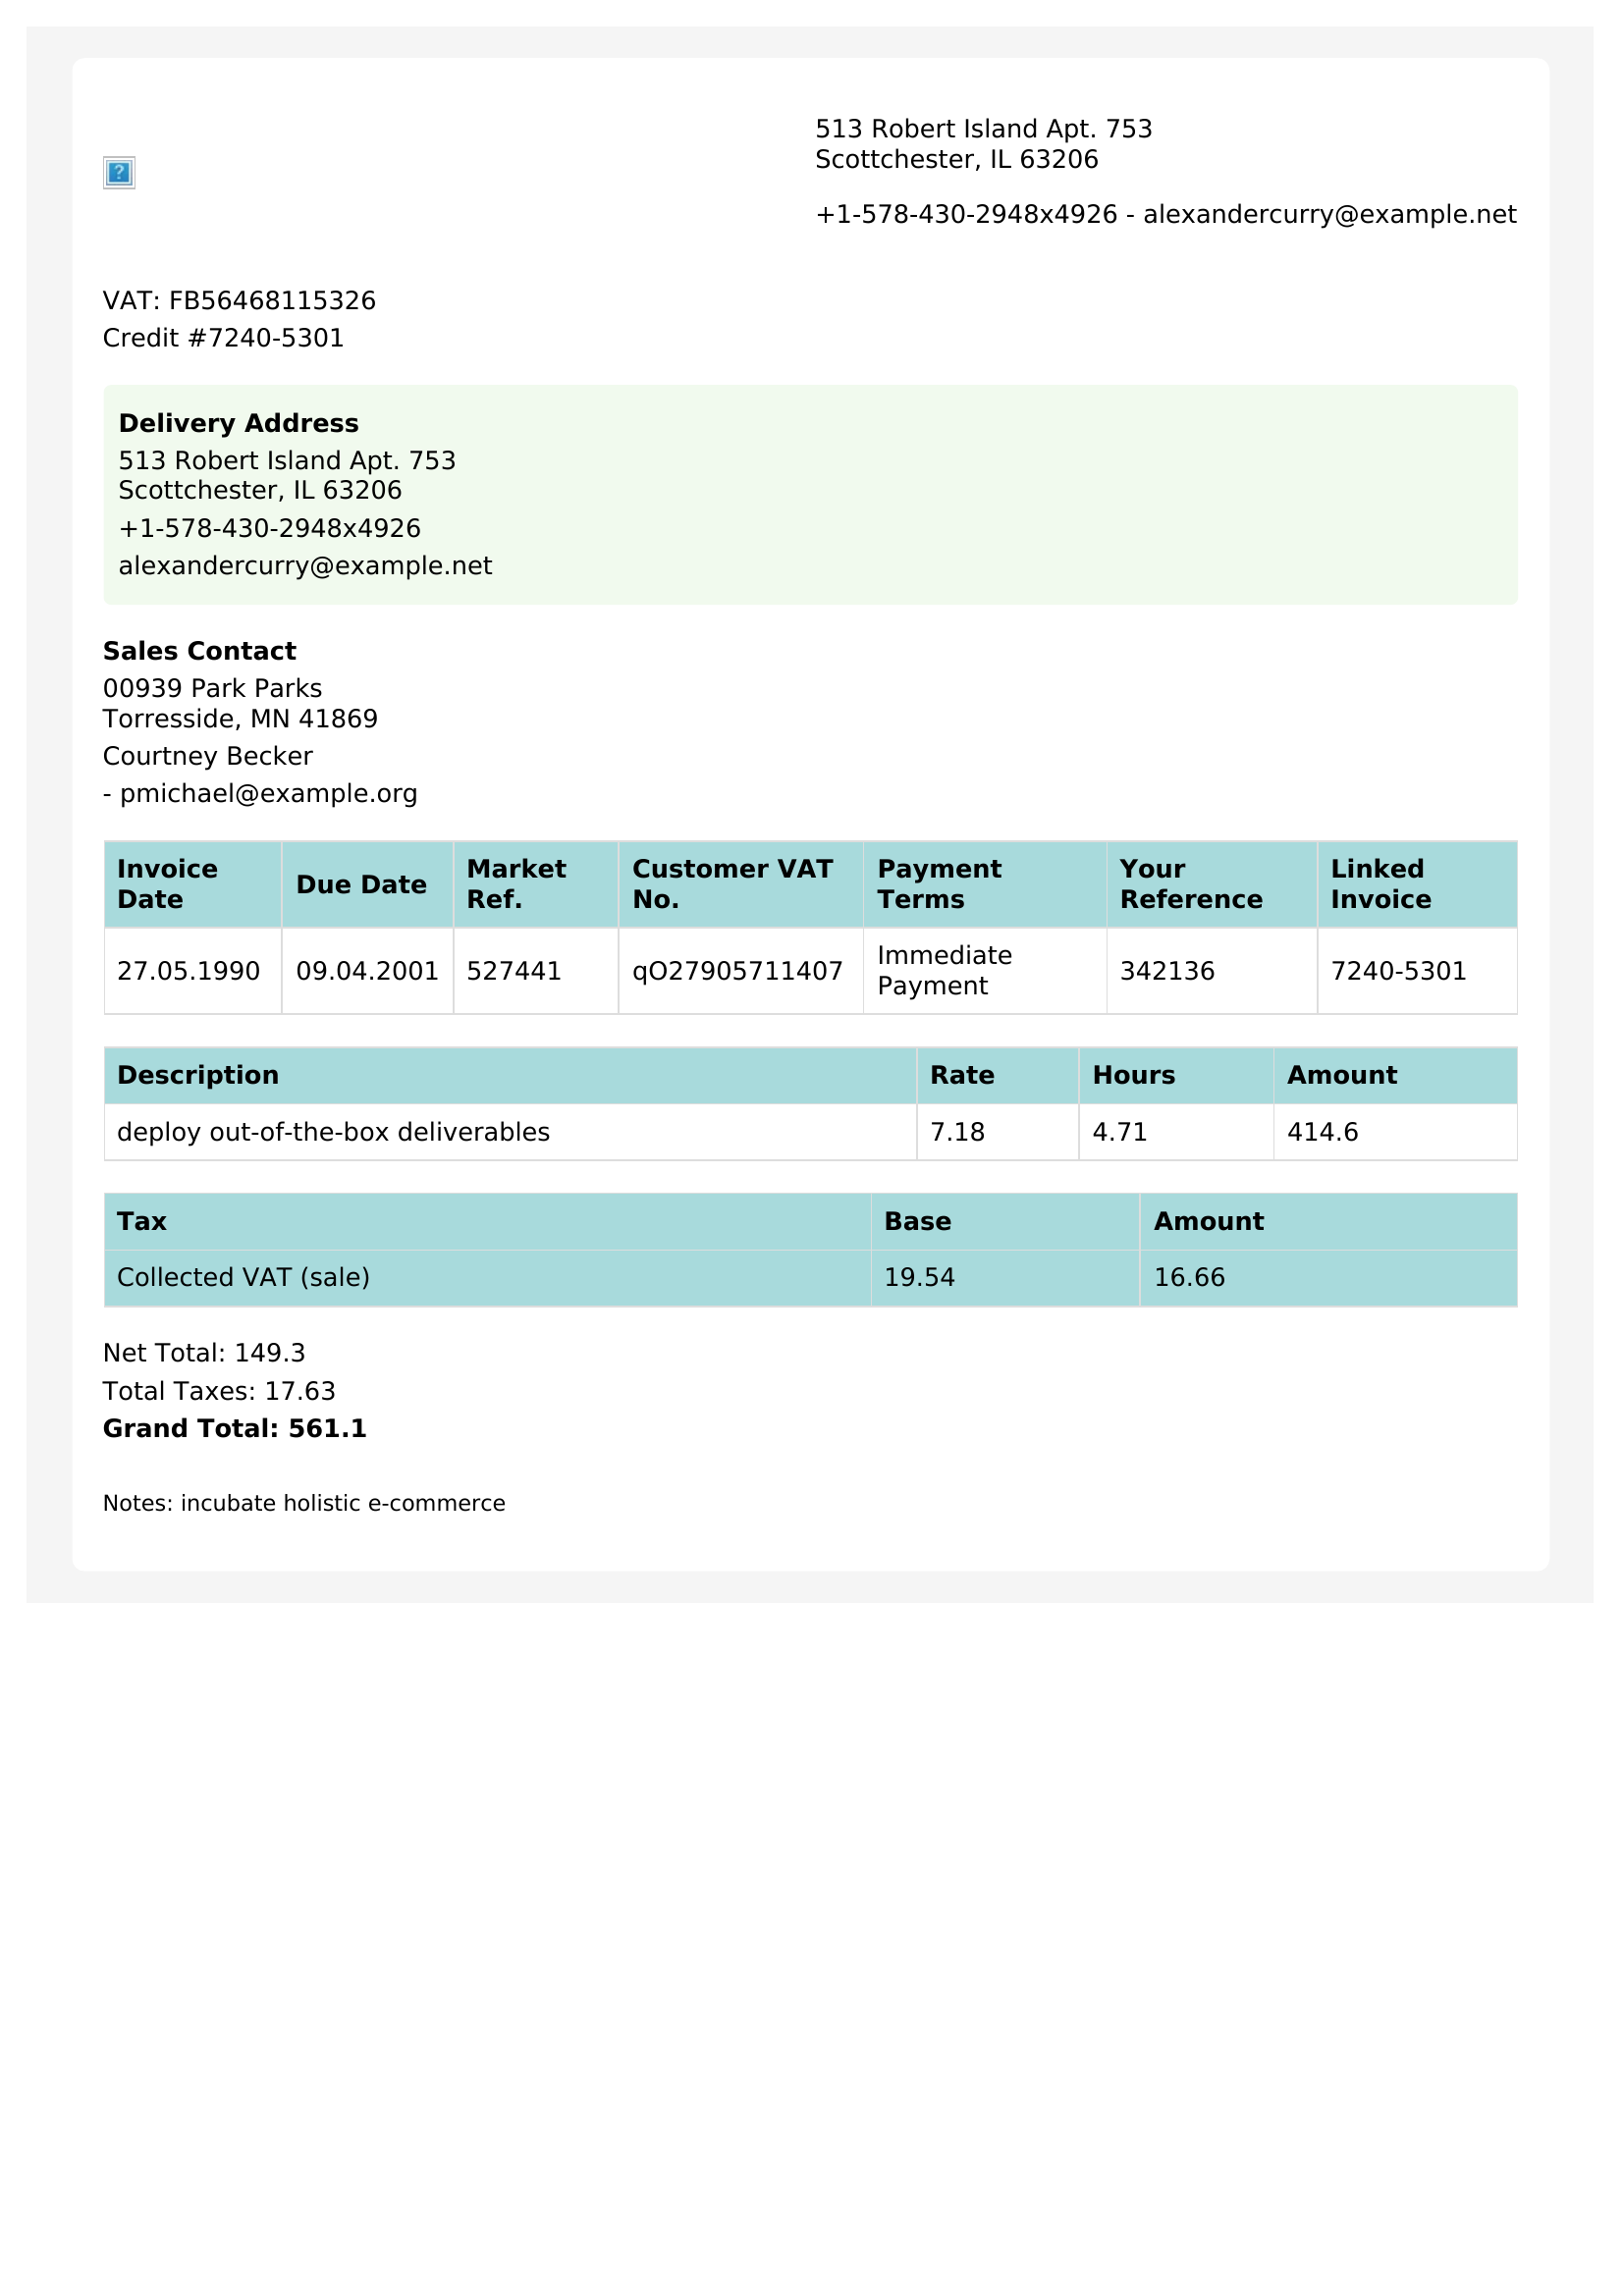 513 Robert Island Apt. 753
Scottchester, IL 63206
+1-578-430-2948x4926 - alexandercurry@example.net
VAT: FB56468115326
Credit #7240-5301
Delivery Address
513 Robert Island Apt. 753
Scottchester, IL 63206
+1-578-430-2948x4926
alexandercurry@example.net
Sales Contact
00939 Park Parks
Torresside, MN 41869
Courtney Becker
- pmichael@example.org
Invoice Date Due Date Market Ref. Customer VAT No. Payment Terms Your Reference Linked Invoice
27.05.1990 09.04.2001 527441 qO27905711407 Immediate Payment 342136 7240-5301
Description Rate Hours Amount
deploy out-of-the-box deliverables 7.18 4.71 414.6
Tax Base Amount
Collected VAT (sale) 19.54 16.66
Net Total: 149.3
Total Taxes: 17.63
Grand Total: 561.1
Notes: incubate holistic e-commerce